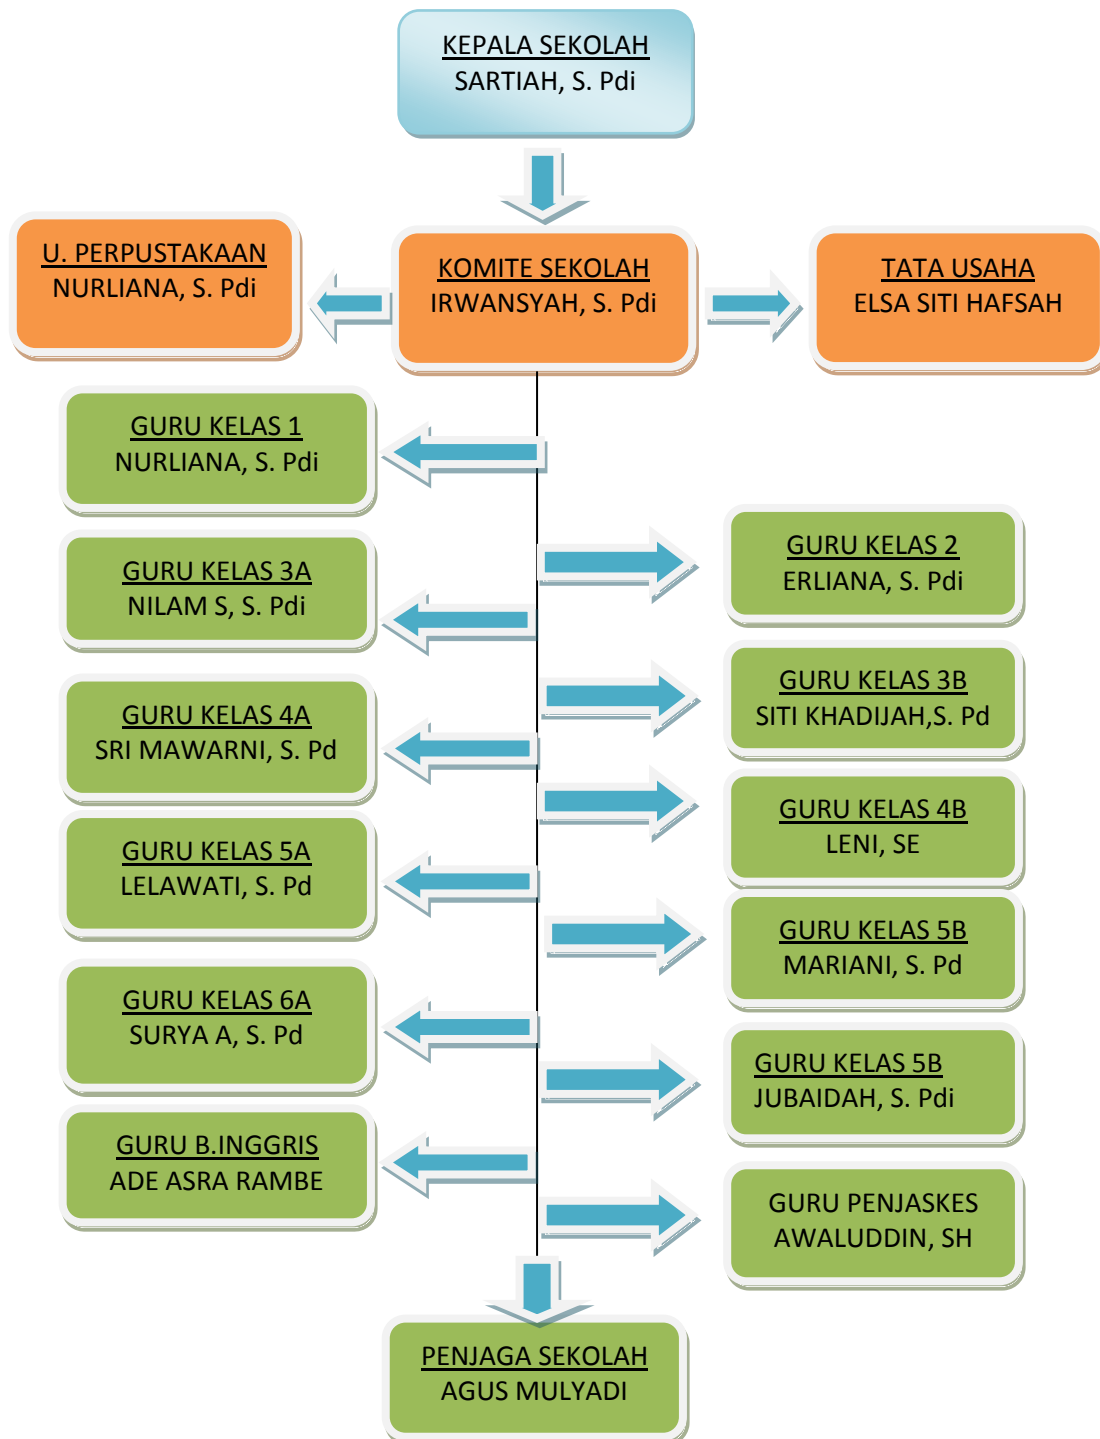 KEPALA SEKOLAH
SARTIAH, S. Pdi
U. PERPUSTAKAAN
NURLIANA, S. Pdi
KOMITE SEKOLAH
IRWANSYAH, S. Pdi
TATA USAHA
ELSA SITI HAFSAH
GURU KELAS 1
NURLIANA, S. Pdi
GURU KELAS 2
ERLIANA, S. Pdi
GURU KELAS 3A
NILAM S, S. Pdi
GURU KELAS 3B
SITI KHADIJAH,S. Pd
GURU KELAS 4A
SRI MAWARNI, S. Pd
GURU KELAS 4B
LENI, SE
GURU KELAS 5A
LELAWATI, S. Pd
GURU KELAS 5B
MARIANI, S. Pd
GURU KELAS 6A
SURYA A, S. Pd
GURU KELAS 5B
JUBAIDAH, S. Pdi
GURU B.INGGRIS
ADE ASRA RAMBE
GURU PENJASKES
AWALUDDIN, SH
PENJAGA SEKOLAH
AGUS MULYADI